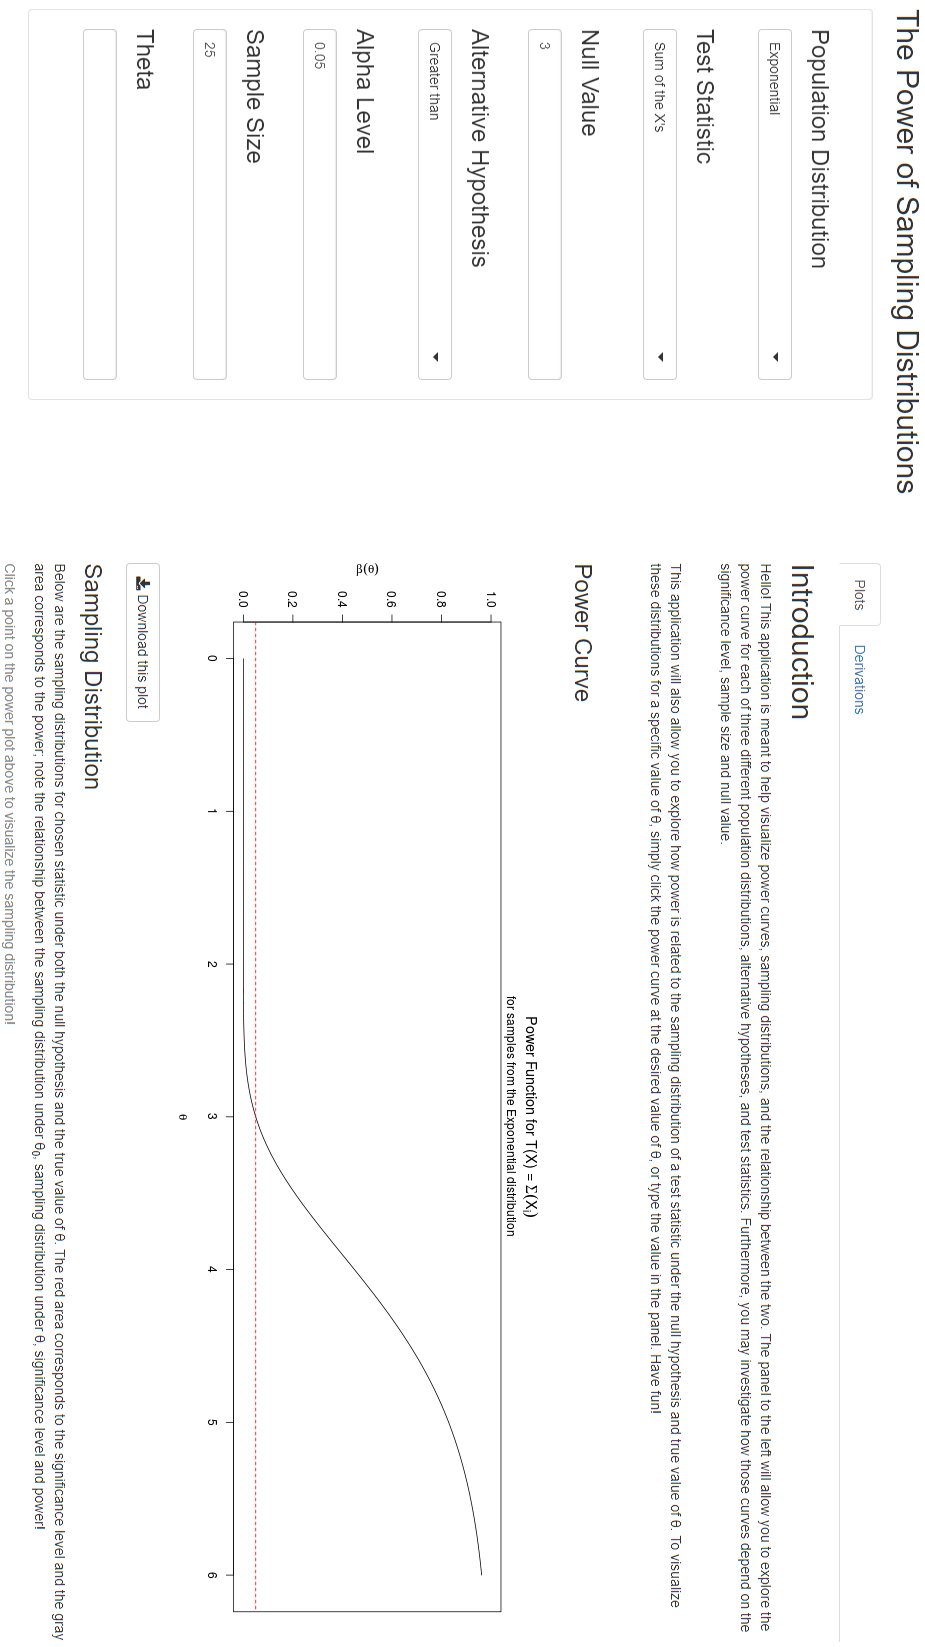 The Power of Sampling Distributions
Population Distribution
Exponential
Test Statistic
Sum of the X's
Null Value
3
Alternative Hypothesis
Greater than
Alpha Level
0.05
Sample Size
25
Theta
Plots
Derivations
Introduction
Hello! This application is meant to help visualize power curves, sampling distributions, and the relationship between the two. The panel to the left will allow you to explore the
power curve for each of three different population distributions, alternative hypotheses, and test statistics. Furthermore, you may investigate how those curves depend on the
significance level, sample size and null value.
This application will also allow you to explore how power is related to the sampling distribution of a test statistic under the null hypothesis and true value of θ. To visualize
these distributions for a specific value of θ, simply click the power curve at the desired value of θ, or type the value in the panel. Have fun!
Power Curve
Power Function for T(X) = Σ(Xᵢ)
for samples from the Exponential distribution
β(θ)
1.0
0.8
0.6
0.4
0.2
0.0
0 1 2 3 4 5 6
θ
Download this plot
Sampling Distribution
Below are the sampling distributions for chosen statistic under both the null hypothesis and the true value of θ. The red area corresponds to the significance level and the gray
area corresponds to the power; note the relationship between the sampling distribution under θ₀, sampling distribution under θ, significance level and power!
Click a point on the power plot above to visualize the sampling distribution!